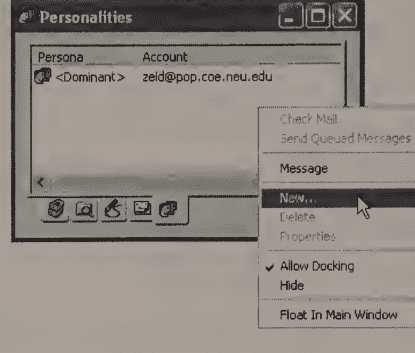 Personalities
Persona Account
<Dominant> zeid@pop.coe.neu.edu
Check Mail
Send Queued Messages
Message
New...
Delete
Properties
Allow Docking
Hide
Float In Main Window